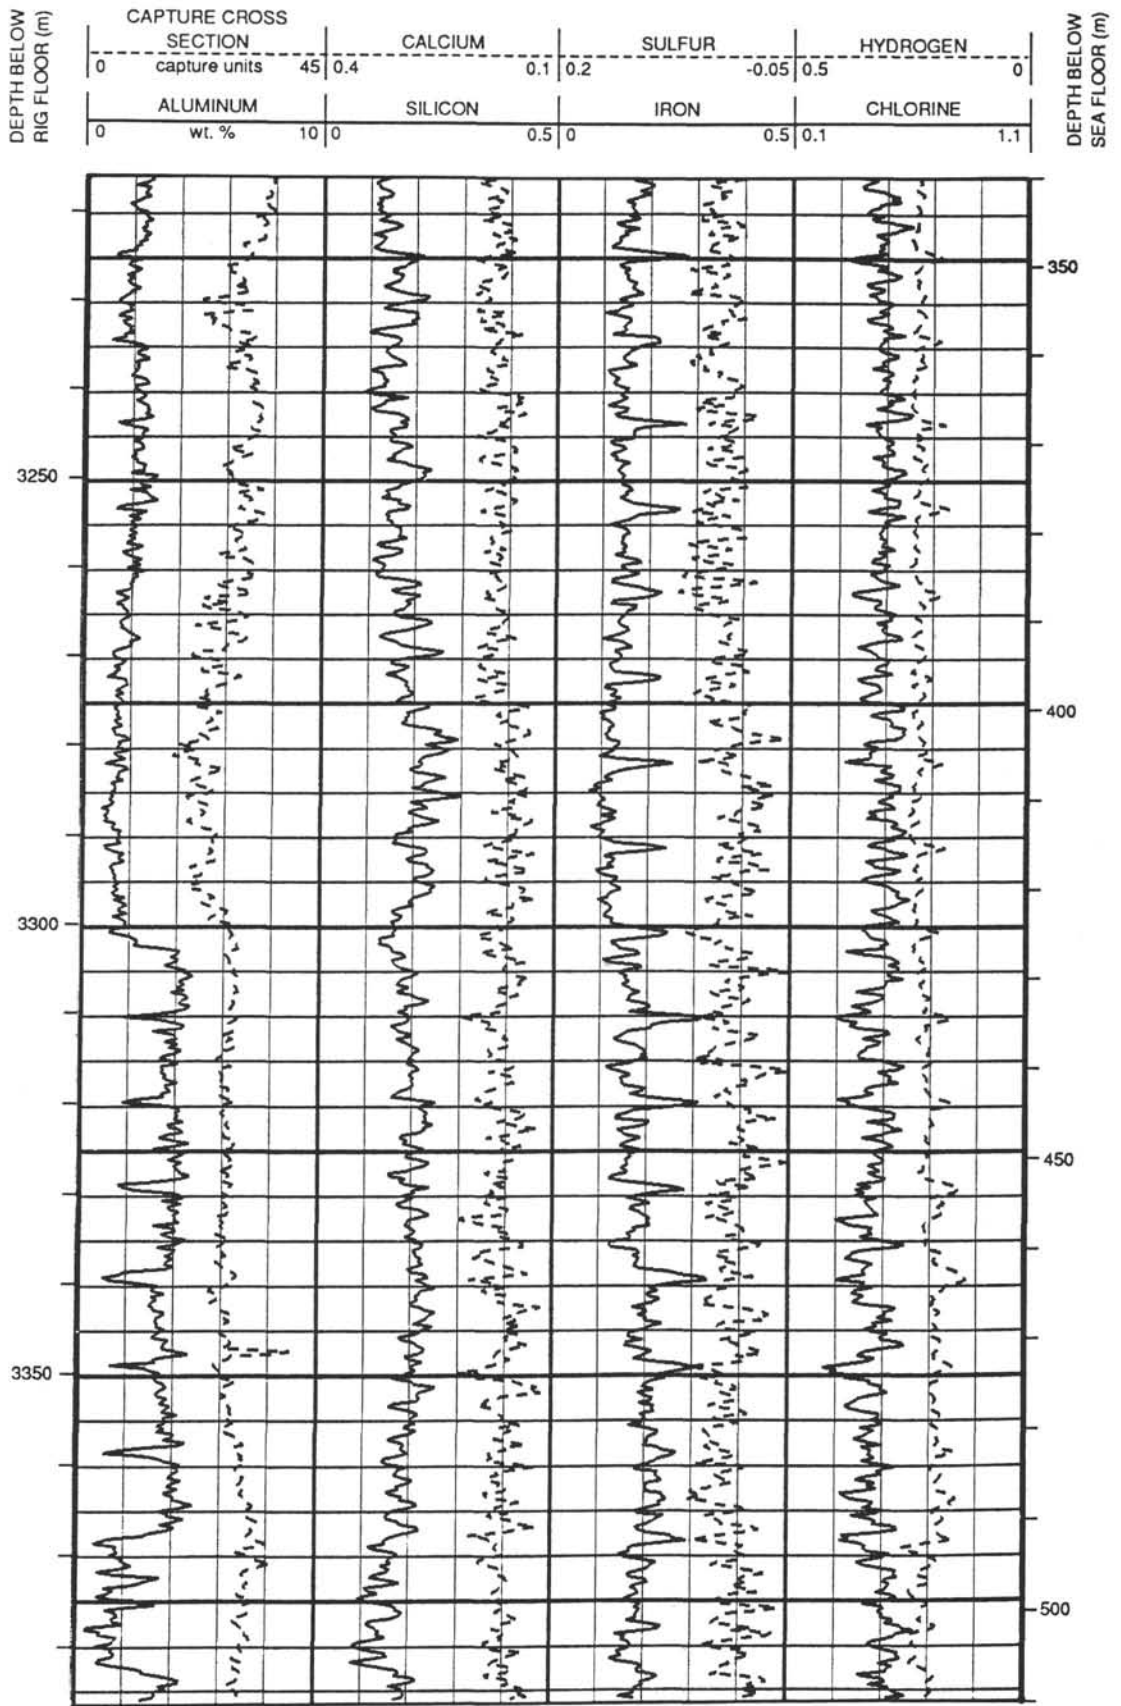 DEPTH BELOW
RIG FLOOR (m)
CAPTURE CROSS
SECTION
0 capture units 45
CALCIUM
0.4 0.1
SULFUR
0.2 -0.05
HYDROGEN
0.5 0
ALUMINUM
0 wt. % 10
SILICON
0 0.5
IRON
0 0.5
CHLORINE
0.1 1.1
DEPTH BELOW
SEA FLOOR (m)
350
3250
400
3300
450
3350
500